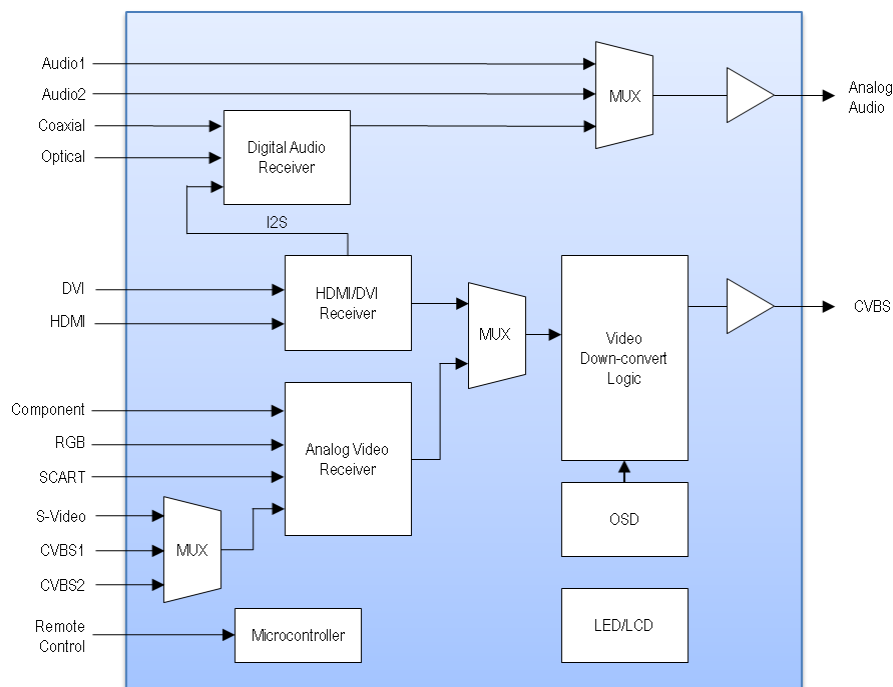 Audio1
Audio2
Coaxial
Optical
Digital Audio
Receiver
MUX
Analog
Audio
I2S
DVI
HDMI
HDMI/DVI
Receiver
MUX
Video
Down-convert
Logic
CVBS
Component
RGB
SCART
Analog Video
Receiver
S-Video
CVBS1
CVBS2
MUX
OSD
Remote
Control
Microcontroller
LED/LCD